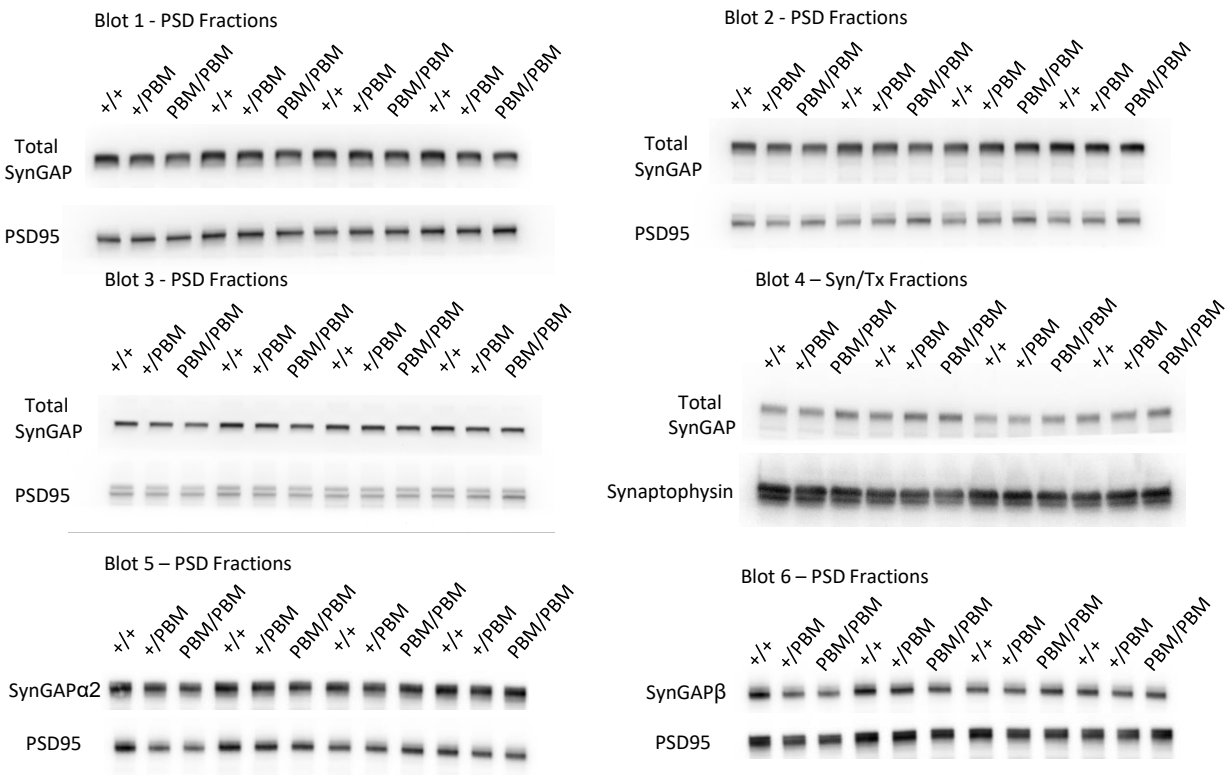 Blot 1 - PSD Fractions
+/+ +/PBM PBM/PBM +/+ +/PBM PBM/PBM +/+ +/PBM PBM/PBM +/+ +/PBM PBM/PBM
Total
SynGAP
PSD95
Blot 2 - PSD Fractions
+/+ +/PBM PBM/PBM +/+ +/PBM PBM/PBM +/+ +/PBM PBM/PBM +/+ +/PBM PBM/PBM
Total
SynGAP
PSD95
Blot 3 - PSD Fractions
+/+ +/PBM PBM/PBM +/+ +/PBM PBM/PBM +/+ +/PBM PBM/PBM +/+ +/PBM PBM/PBM
Total
SynGAP
PSD95
Blot 4 – Syn/Tx Fractions
+/+ +/PBM PBM/PBM +/+ +/PBM PBM/PBM +/+ +/PBM PBM/PBM +/+ +/PBM PBM/PBM
Total
SynGAP
Synaptophysin
Blot 5 – PSD Fractions
+/+ +/PBM PBM/PBM +/+ +/PBM PBM/PBM +/+ +/PBM PBM/PBM +/+ +/PBM PBM/PBM
SynGAPα2
PSD95
Blot 6 – PSD Fractions
+/+ +/PBM PBM/PBM +/+ +/PBM PBM/PBM +/+ +/PBM PBM/PBM +/+ +/PBM PBM/PBM
SynGAPβ
PSD95